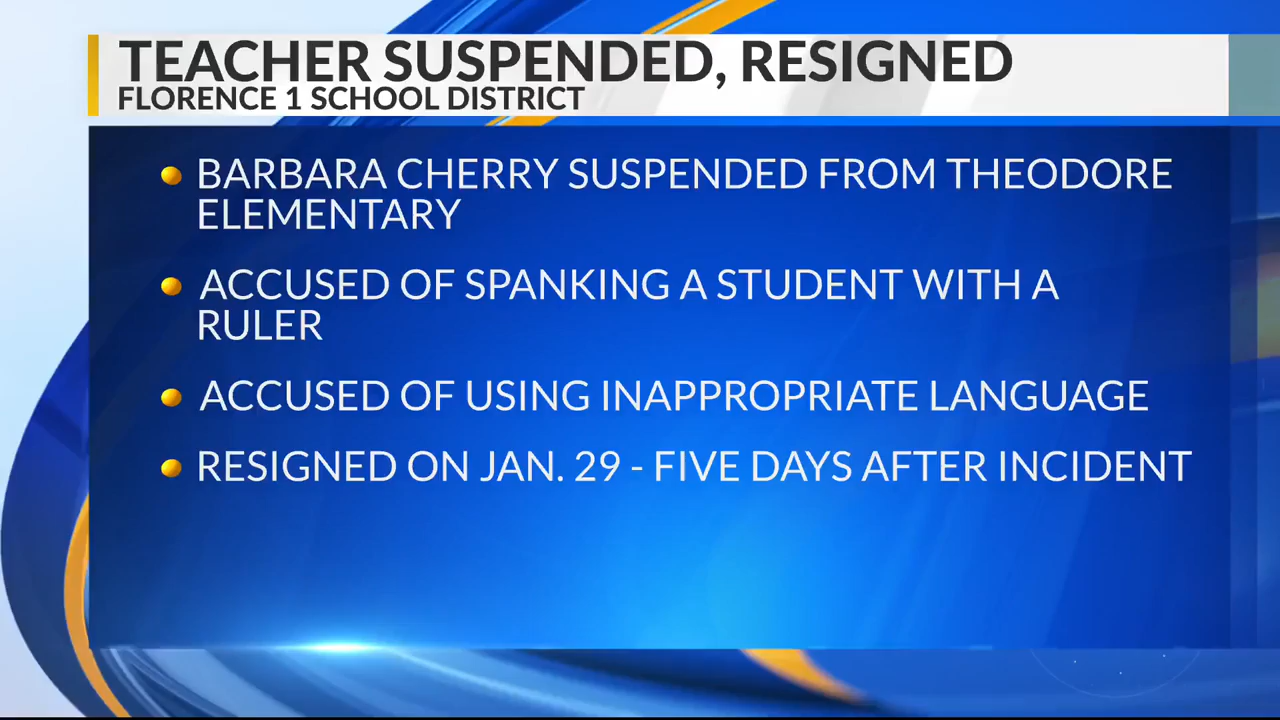 TEACHER SUSPENDED, RESIGNED
FLORENCE 1 SCHOOL DISTRICT
BARBARA CHERRY SUSPENDED FROM THEODORE
ELEMENTARY
ACCUSED OF SPANKING A STUDENT WITH A
RULER
ACCUSED OF USING INAPPROPRIATE LANGUAGE
RESIGNED ON JAN. 29 - FIVE DAYS AFTER INCIDENT